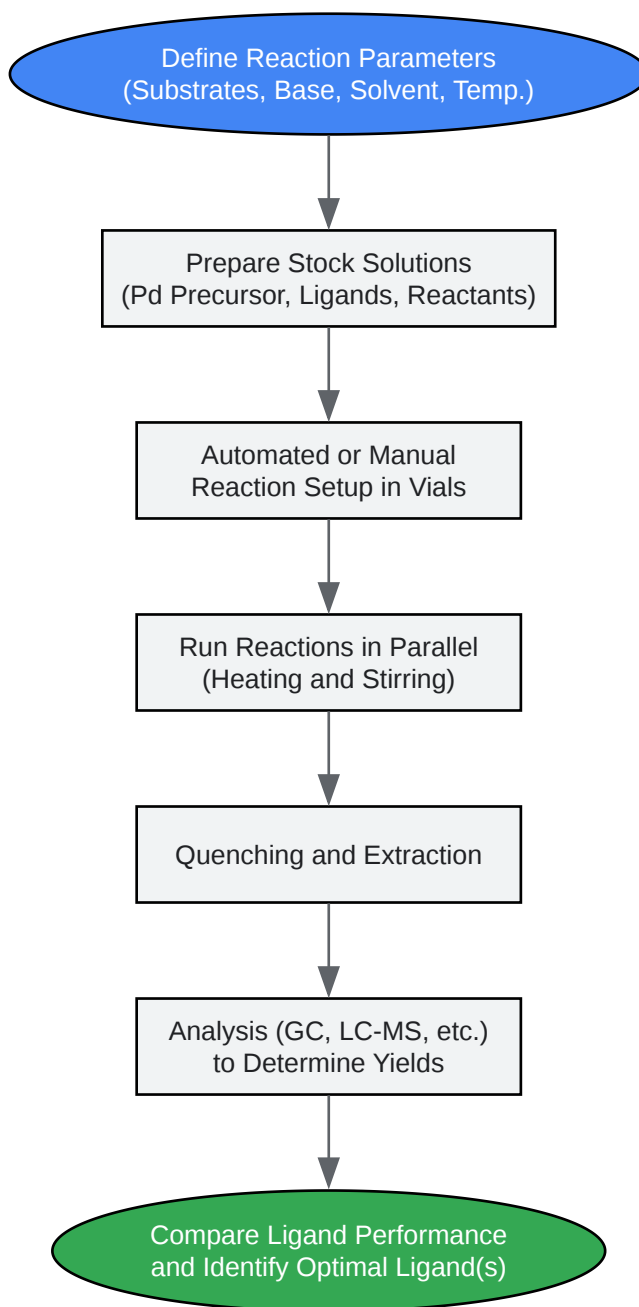 Define Reaction Parameters
(Substrates, Base, Solvent, Temp.)
Prepare Stock Solutions
(Pd Precursor, Ligands, Reactants)
Automated or Manual
Reaction Setup in Vials
Run Reactions in Parallel
(Heating and Stirring)
Quenching and Extraction
Analysis (GC, LC-MS, etc.)
to Determine Yields
Compare Ligand Performance
and Identify Optimal Ligand(s)